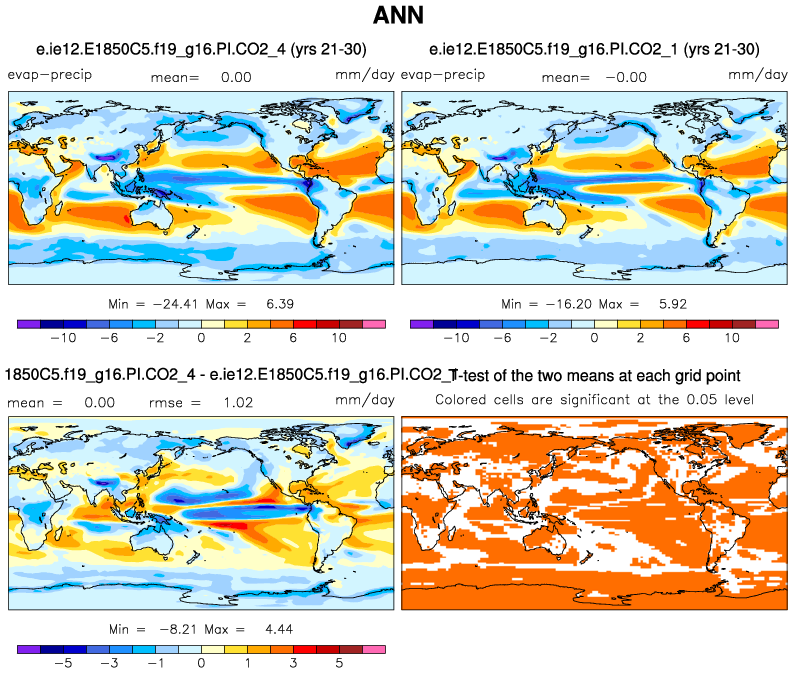 ANN
e.ie12.E1850C5.f19_g16.PI.CO2_4 (yrs 21-30)
e.ie12.E1850C5.f19_g16.PI.CO2_1 (yrs 21-30)
evap-precip mean= 0.00 mm/day
evap-precip mean= -0.00 mm/day
Min = -24.41 Max = 6.39
Min = -16.20 Max = 5.92
-10 -6 -2 0 2 6 10
-10 -6 -2 0 2 6 10
1850C5.f19_g16.PI.CO2_4 - e.ie12.E1850C5.f19_g16.PI.CO2_1
T-test of the two means at each grid point
mean = 0.00 rmse = 1.02 mm/day
Colored cells are significant at the 0.05 level
Min = -8.21 Max = 4.44
-5 -3 -1 0 1 3 5